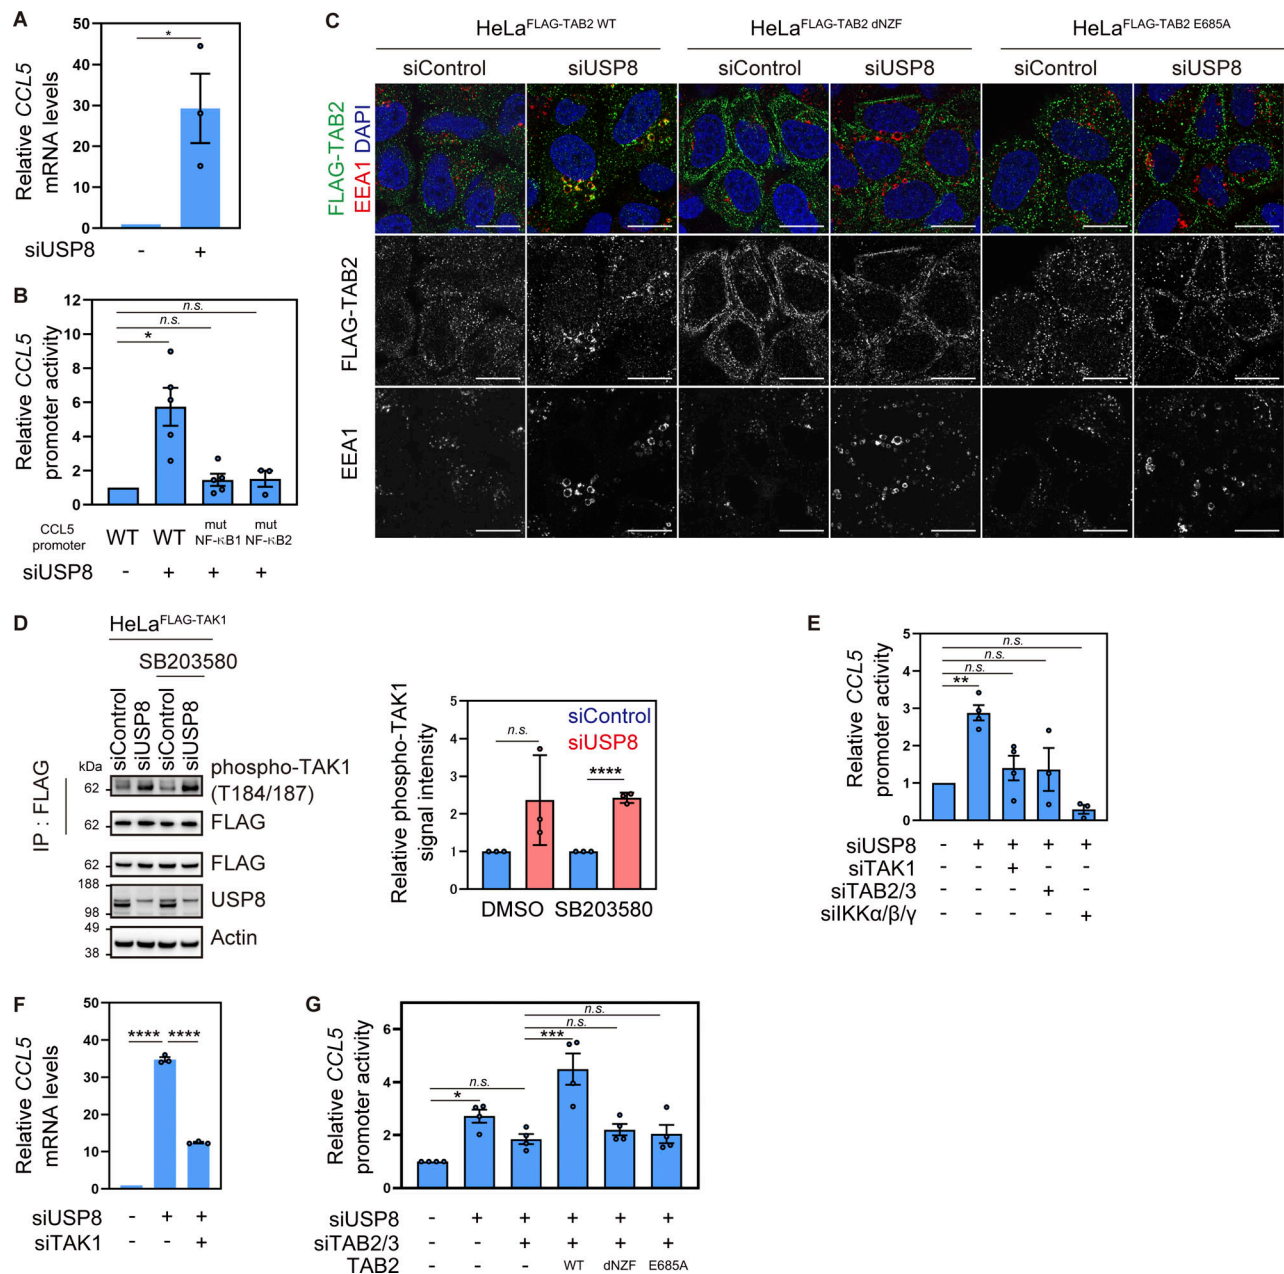 A
Relative CCL5
mRNA levels
50
40
30
20
10
0
*
siUSP8 - +
B
Relative CCL5
promoter activity
12
10
8
6
4
2
0
n.s.
n.s.
*
CCL5
promoter
WT WT mut NF-κB1 mut NF-κB2
siUSP8 - + + +
C
HeLaFLAG-TAB2 WT HeLaFLAG-TAB2 dNZF HeLaFLAG-TAB2 E685A
siControl siUSP8 siControl siUSP8 siControl siUSP8
FLAG-TAB2
EEA1 DAPI
FLAG-TAB2
EEA1
D
HeLaFLAG-TAK1
SB203580
siControl siUSP8 siControl siUSP8
kDa
IP : FLAG
62 phospho-TAK1
(T184/187)
62 FLAG
62 FLAG
188
USP8
98
49
Actin
38
Relative phospho-TAK1
signal intensity
5
4
3
2
1
0
siControl
siUSP8
n.s.
****
DMSO SB203580
E
Relative CCL5
promoter activity
5
4
3
2
1
0
n.s.
n.s.
n.s.
**
siUSP8 - + + + +
siTAK1 - - + - -
siTAB2/3 - - - + -
siIKKα/β/γ - - - - +
F
Relative CCL5
mRNA levels
50
40
30
20
10
0
**** ****
siUSP8 - + +
siTAK1 - - +
G
Relative CCL5
promoter activity
6
4
2
0
n.s.
n.s.
***
n.s.
*
siUSP8 - + + + + +
siTAB2/3 - - + + + +
TAB2 - - - WT dNZF E685A